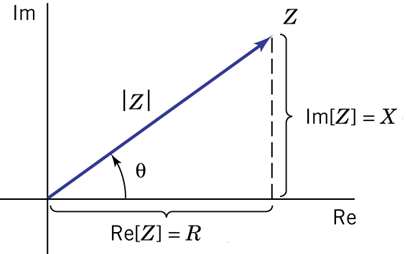 Im
Z
|Z|
Im[Z] = X
θ
Re
Re[Z] = R